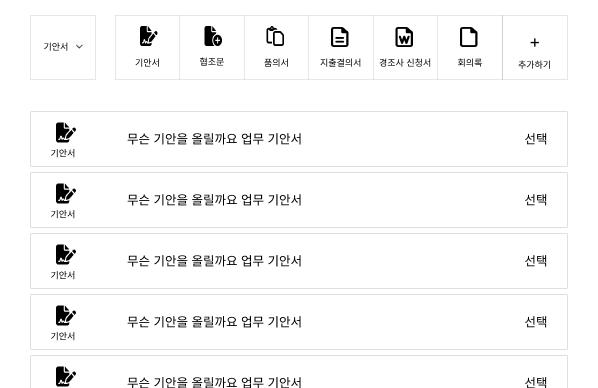 기안서
기안서
협조문
품의서
지출결의서
경조사 신청서
회의록
추가하기
기안서
무슨 기안을 올릴까요 업무 기안서
선택
기안서
무슨 기안을 올릴까요 업무 기안서
선택
기안서
무슨 기안을 올릴까요 업무 기안서
선택
기안서
무슨 기안을 올릴까요 업무 기안서
선택
무슨 기안을 올릴까요 업무 기안서
선택